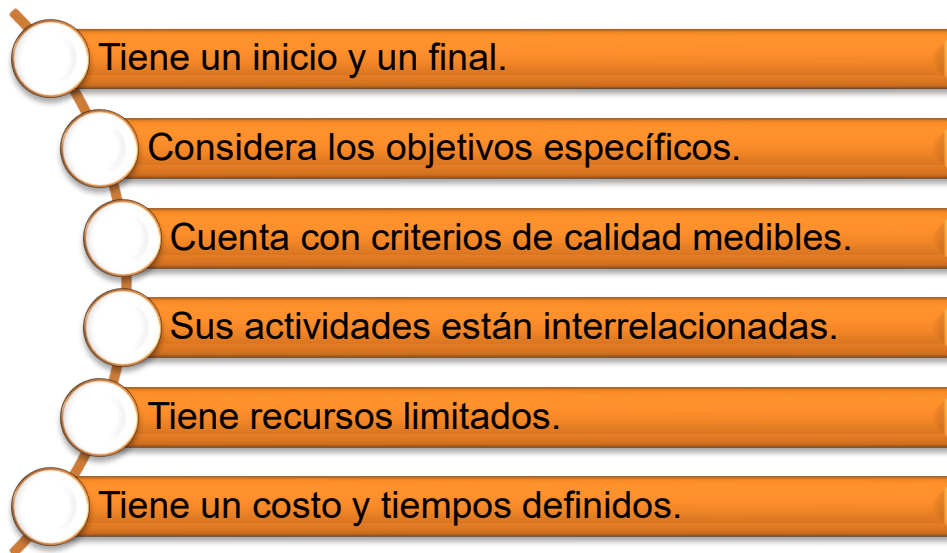 Tiene un inicio y un final.
Considera los objetivos específicos.
Cuenta con criterios de calidad medibles.
Sus actividades están interrelacionadas.
Tiene recursos limitados.
Tiene un costo y tiempos definidos.